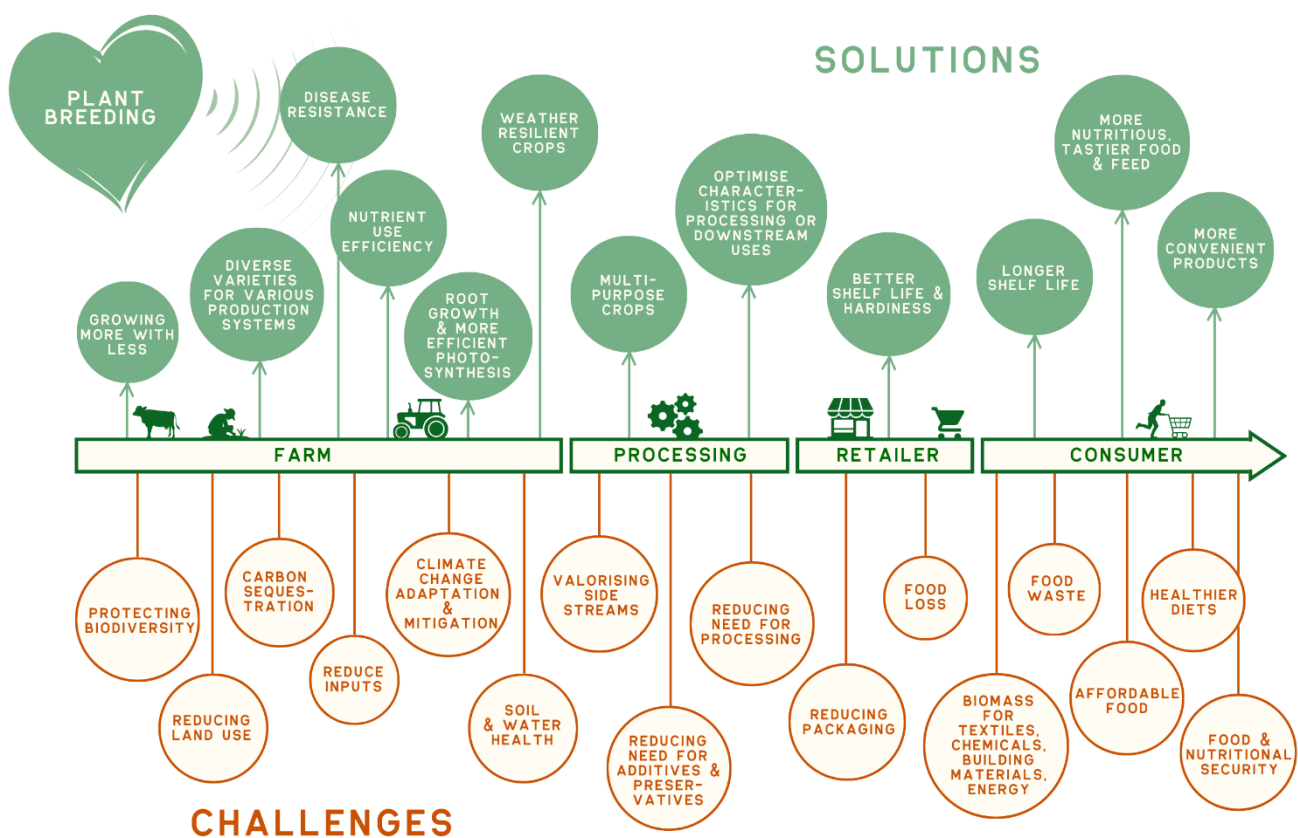 PLANT
BREEDING
SOLUTIONS
DISEASE
RESISTANCE
WEATHER
RESILIENT
CROPS
MORE
NUTRITIOUS,
TASTIER FOOD
& FEED
OPTIMISE
CHARACTER-
ISTICS FOR
PROCESSING OR
DOWNSTREAM
USES
NUTRIENT
USE
EFFICIENCY
MORE
CONVENIENT
PRODUCTS
DIVERSE
VARIETIES
FOR VARIOUS
PRODUCTION
SYSTEMS
MULTI-
PURPOSE
CROPS
BETTER
SHELF LIFE &
HARDINESS
LONGER
SHELF LIFE
GROWING
MORE WITH
LESS
ROOT
GROWTH
& MORE
EFFICIENT
PHOTO-
SYNTHESIS
FARM
PROCESSING
RETAILER
CONSUMER
PROTECTING
BIODIVERSITY
CARBON
SEQUES-
TRATION
CLIMATE
CHANGE
ADAPTATION
&
MITIGATION
VALORISING
SIDE
STREAMS
REDUCING
NEED FOR
PROCESSING
FOOD
LOSS
FOOD
WASTE
HEALTHIER
DIETS
REDUCING
LAND USE
REDUCE
INPUTS
SOIL
& WATER
HEALTH
REDUCING
NEED FOR
ADDITIVES &
PRESER-
VATIVES
REDUCING
PACKAGING
BIOMASS
FOR
TEXTILES,
CHEMICALS,
BUILDING
MATERIALS,
ENERGY
AFFORDABLE
FOOD
FOOD &
NUTRITIONAL
SECURITY
CHALLENGES